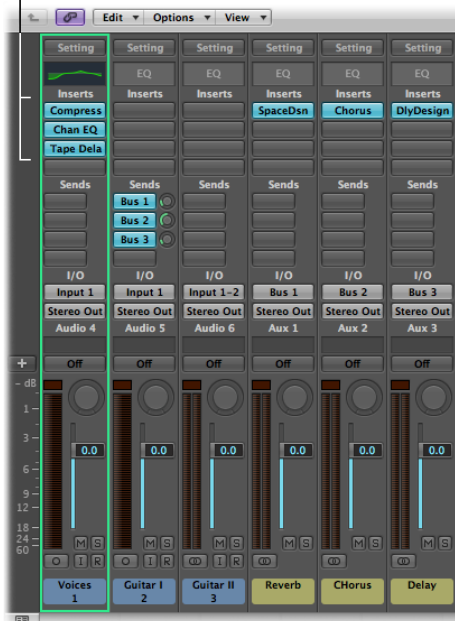 Edit Options View
Setting Setting Setting Setting Setting Setting
EQ EQ EQ EQ EQ
Inserts Inserts Inserts Inserts Inserts Inserts
Compress SpaceDsn Chorus DlyDesign
Chan EQ
Tape Dela
Sends Sends Sends Sends Sends Sends
Bus 1
Bus 2
Bus 3
I/O I/O I/O I/O I/O I/O
Input 1 Input 1 Input 1-2 Bus 1 Bus 2 Bus 3
Stereo Out Stereo Out Stereo Out Stereo Out Stereo Out Stereo Out
Audio 4 Audio 5 Audio 6 Aux 1 Aux 2 Aux 3
+ Off Off Off Off Off Off
- dB
1
3
0.0 0.0 0.0 0.0 0.0 0.0
6
9
12
18
24 M S M S M S M S M S M S
60 I R I R I R
Voices Guitar I Guitar II Reverb CHorus Delay
1 2 3